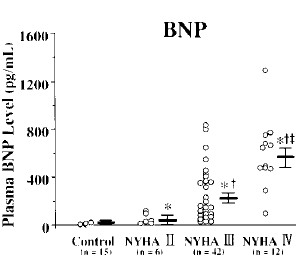 BNP
Plasma BNP Level (pg/mL)
1600
1200
800
400
0
*
*†
*†‡
Control NYHA II NYHA III NYHA IV
(n = 15) (n = 6) (n = 42) (n = 12)